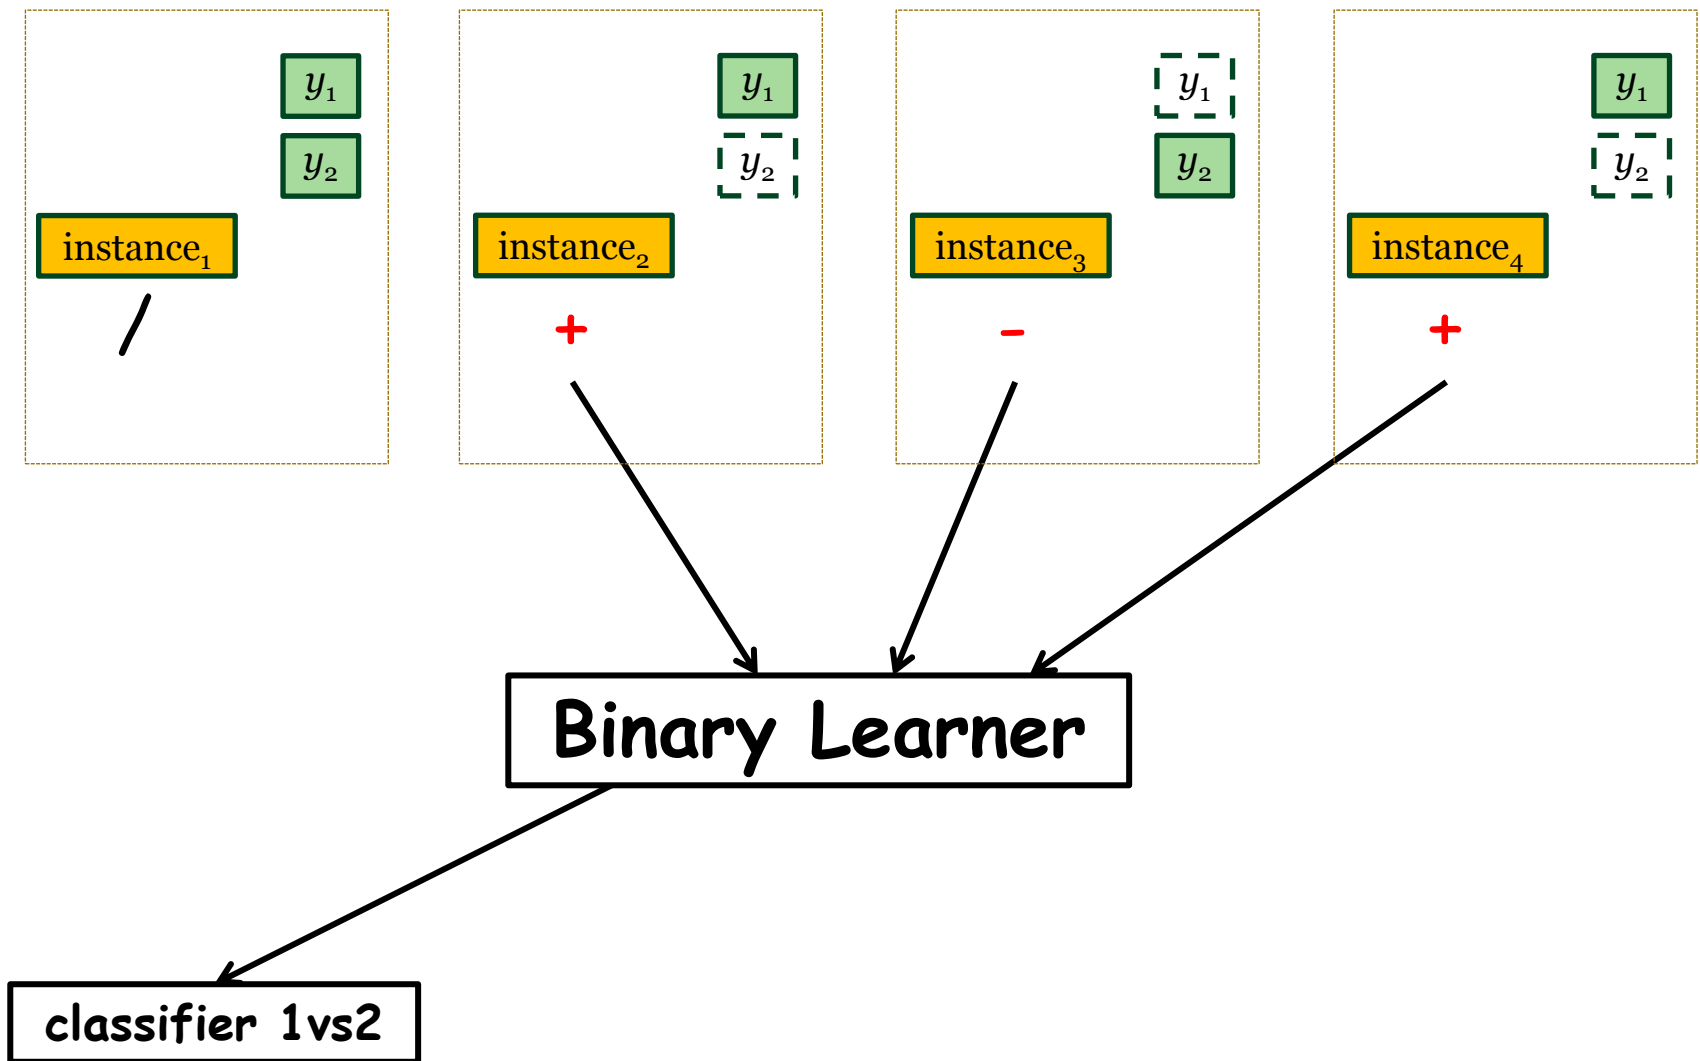 y₁ y₁ y₁ y₁
y₂ y₂ y₂ y₂
instance₁ instance₂ instance₃ instance₄
/ + - +
Binary Learner
classifier 1vs2